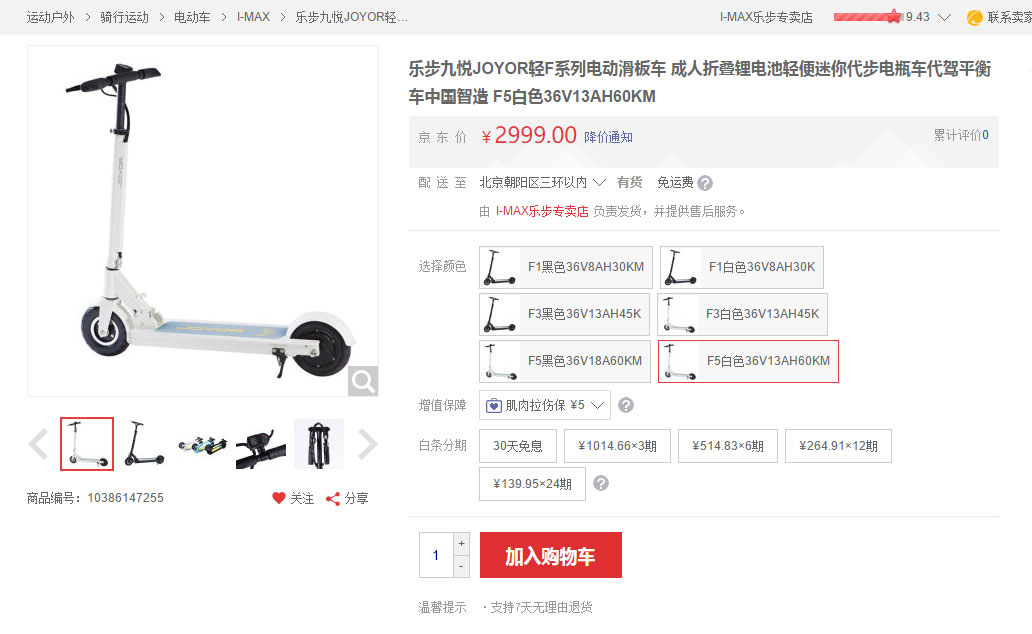 运动户外 > 骑行运动 > 电动车 > I-MAX > 乐步九悦JOYOR轻...
I-MAX乐步专卖店 9.43 联系卖家
乐步九悦JOYOR轻F系列电动滑板车 成人折叠锂电池轻便迷你代步电瓶车代驾平衡
车中国智造 F5白色36V13AH60KM
京 东 价 ¥2999.00 降价通知 累计评价0
配 送 至 北京朝阳区三环以内 有货 免运费 ?
由 I-MAX乐步专卖店 负责发货，并提供售后服务。
选择颜色 F1黑色36V8AH30KM F1白色36V8AH30K
F3黑色36V13AH45K F3白色36V13AH45K
F5黑色36V18A60KM F5白色36V13AH60KM
增值保障 肌肉拉伤保 ¥5 ?
白条分期 30天免息 ¥1014.66×3期 ¥514.83×6期 ¥264.91×12期
¥139.95×24期 ?
JOYOR
JOYOR
商品编号：10386147255 关注 分享
1 + - 加入购物车
温馨提示 ·支持7天无理由退货